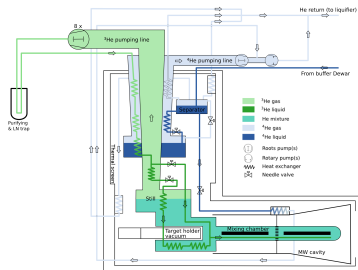 He return (to liquifier)
8 x
³He pumping line
⁴He pumping line
From buffer Dewar
Separator
³He gas
³He liquid
He mixture
⁴He gas
⁴He liquid
Roots pump(s)
Rotary pump(s)
Heat exchanger
Needle valve
Purifying
& LN trap
Thermal screens
Still
Mixing chamber
Target holder
vacuum
MW cavity